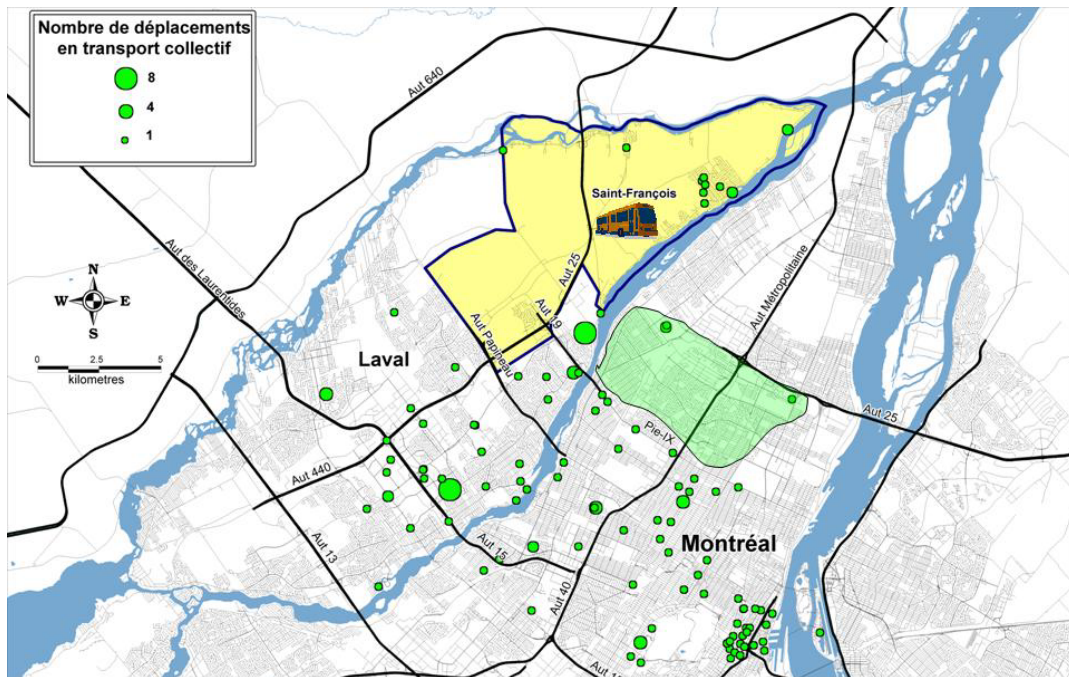 Nombre de déplacements
en transport collectif
8
4
1
Aut 640
Saint-François
Aut des Laurentides
Aut 25
Aut Métropolitaine
N
W E
S
Aut 19
Aut Papineau
Laval
0 2.5 5
kilometres
Aut 25
Pie-IX
Aut 440
Montréal
Aut 15
Aut 13
Aut 40